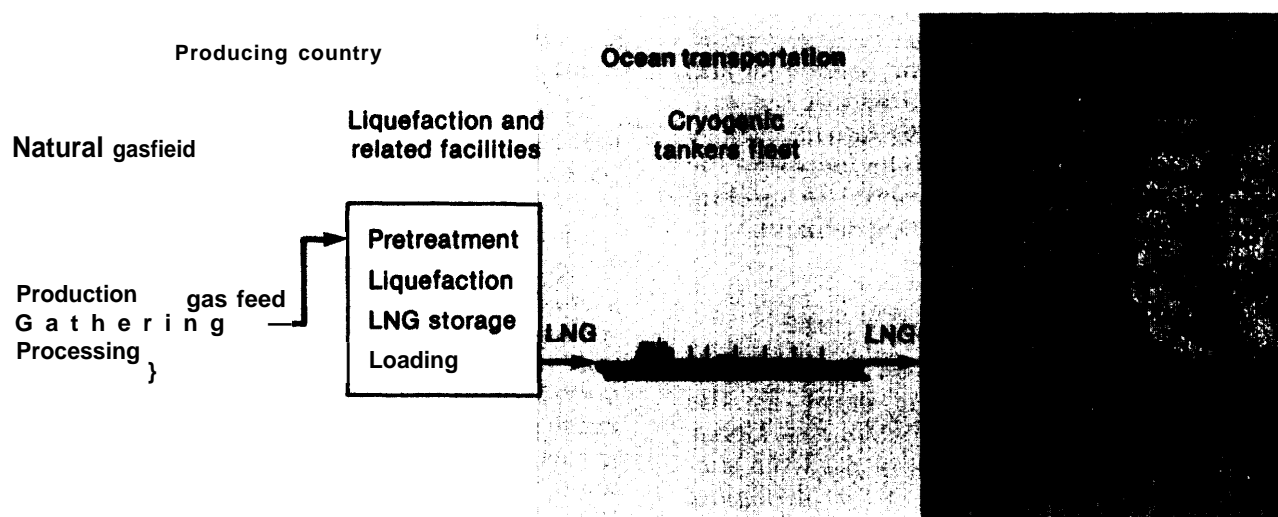 Producing country
Ocean transportation
Natural gasfieid
Liquefaction and
related facilities
Cryogenic
tankers fleet
Production
Gathering
Processing
}
gas feed
Pretreatment
Liquefaction
LNG storage
Loading
LNG
LNG